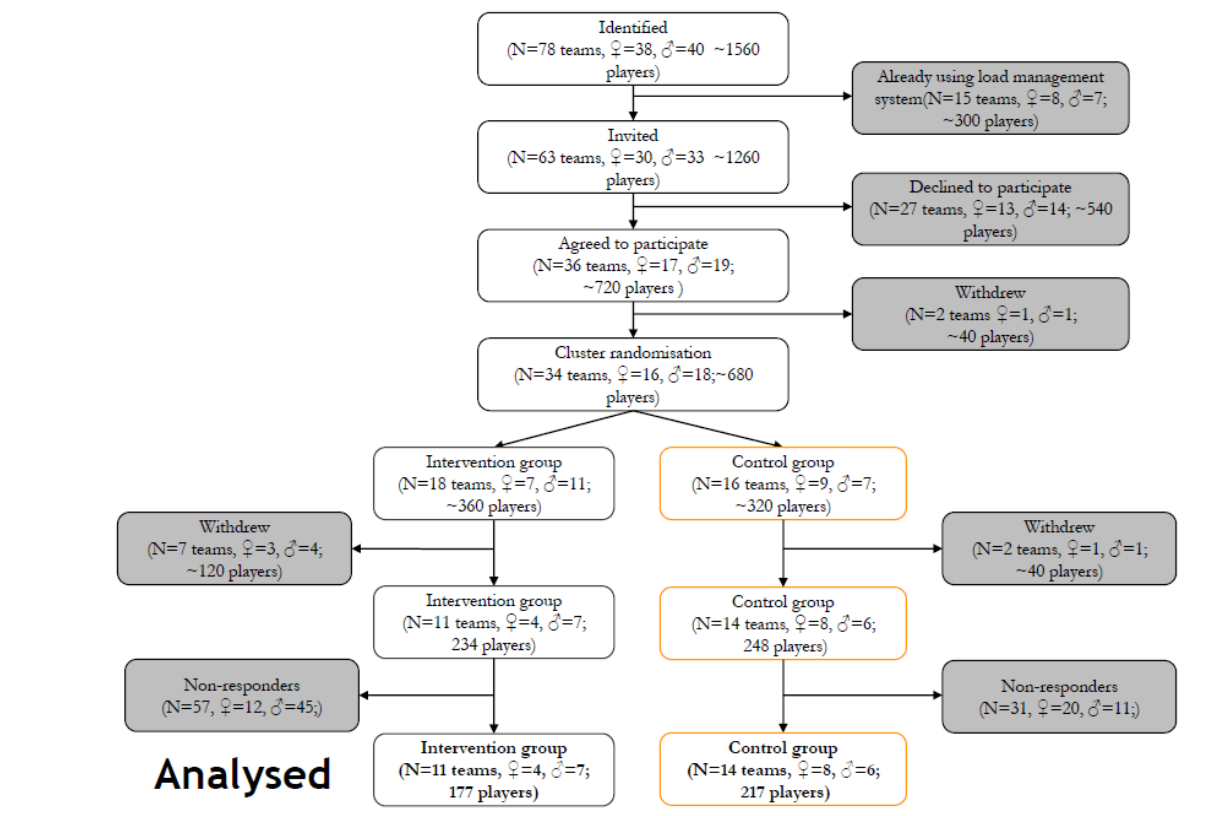 Identified
(N=78 teams, ♀=38, ♂=40 ~1560
players)
Already using load management
system(N=15 teams, ♀=8, ♂=7;
~300 players)
Invited
(N=63 teams, ♀=30, ♂=33 ~1260
players)
Declined to participate
(N=27 teams, ♀=13, ♂=14; ~540
players)
Agreed to participate
(N=36 teams, ♀=17, ♂=19;
~720 players )
Withdrew
(N=2 teams ♀=1, ♂=1;
~40 players)
Cluster randomisation
(N=34 teams, ♀=16, ♂=18;~680
players)
Intervention group
(N=18 teams, ♀=7, ♂=11;
~360 players)
Control group
(N=16 teams, ♀=9, ♂=7;
~320 players)
Withdrew
(N=7 teams, ♀=3, ♂=4;
~120 players)
Withdrew
(N=2 teams, ♀=1, ♂=1;
~40 players)
Intervention group
(N=11 teams, ♀=4, ♂=7;
234 players)
Control group
(N=14 teams, ♀=8, ♂=6;
248 players)
Non-responders
(N=57, ♀=12, ♂=45;)
Non-responders
(N=31, ♀=20, ♂=11;)
Analysed
Intervention group
(N=11 teams, ♀=4, ♂=7;
177 players)
Control group
(N=14 teams, ♀=8, ♂=6;
217 players)